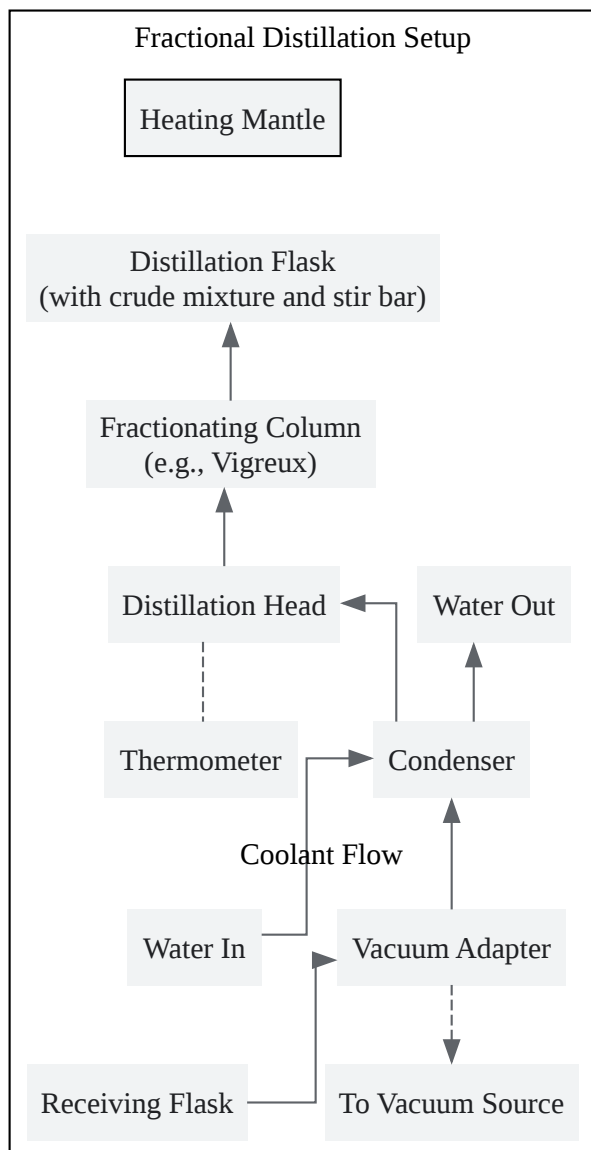 Fractional Distillation Setup
Heating Mantle
Distillation Flask
(with crude mixture and stir bar)
Fractionating Column
(e.g., Vigreux)
Distillation Head
Water Out
Thermometer
Condenser
Coolant Flow
Water In
Vacuum Adapter
Receiving Flask
To Vacuum Source